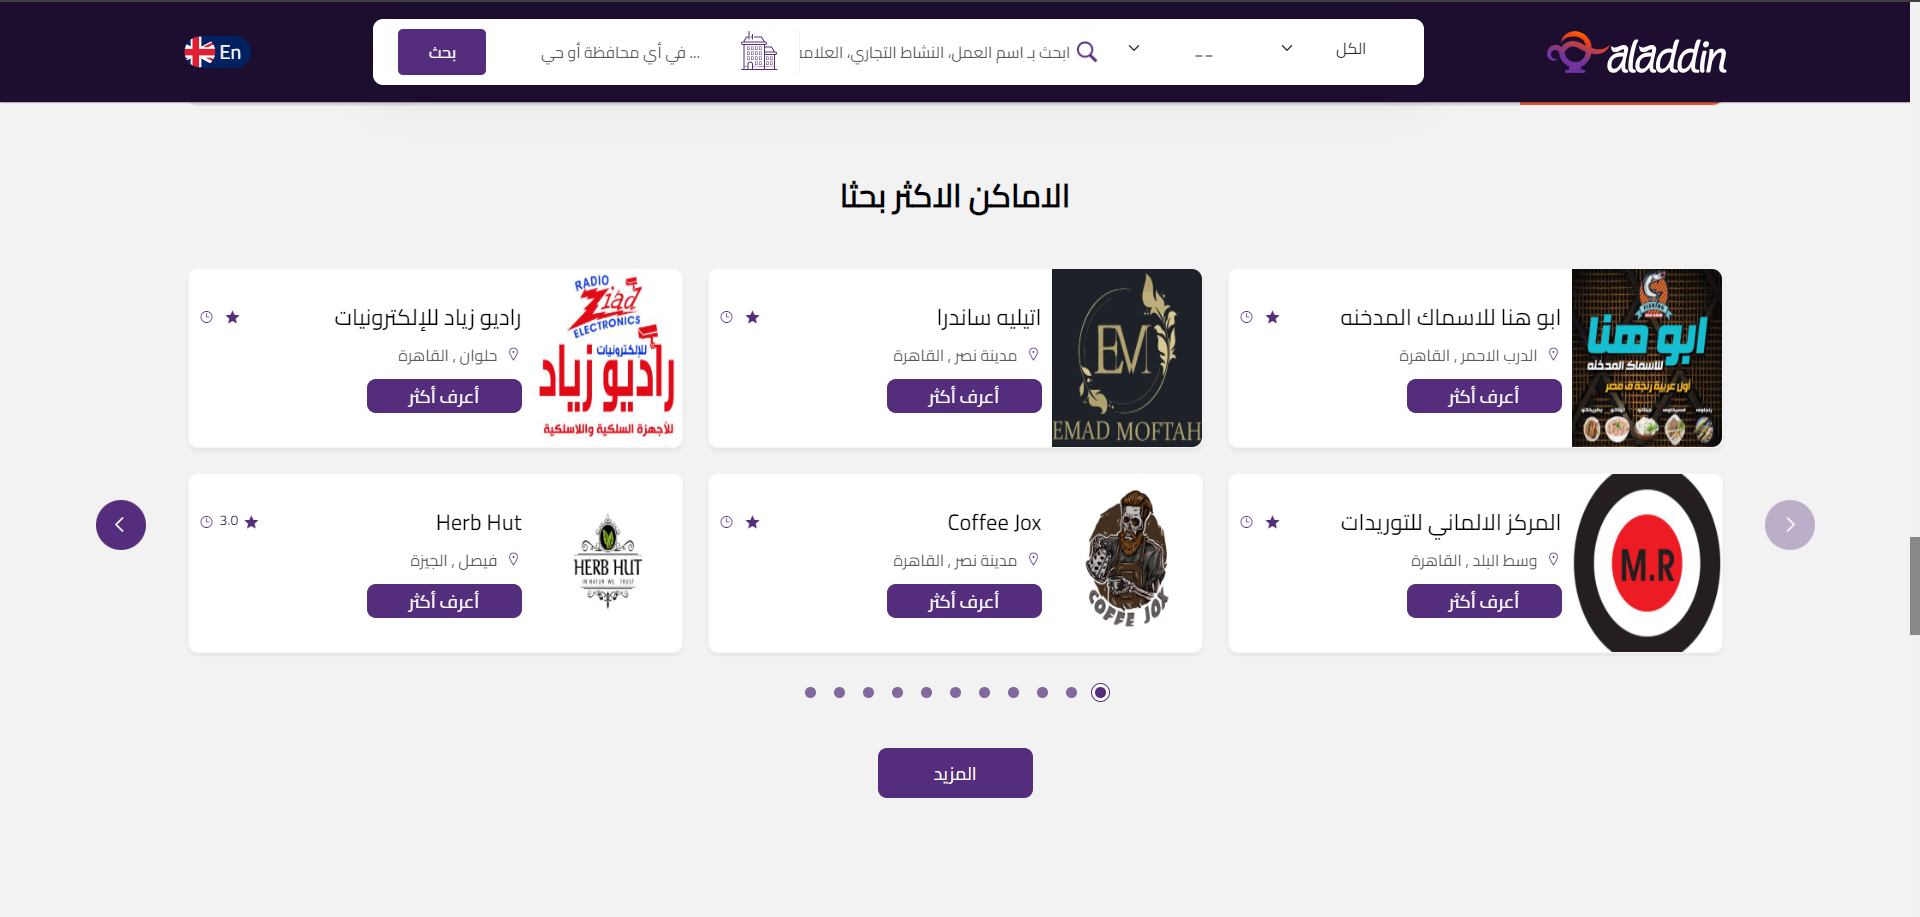 aladdin
الكل
_ _
ابحث بـ اسم العمل، النشاط التجاري، العلامة
... في أي محافظة أو حي
بحث
En
الاماكن الاكثر بحثا
ابو هنا للاسماك المدخنه
الدرب الاحمر , القاهرة
أعرف أكثر
ابو هنا
للاسماك المدخنه
أول عربية رنجة ف مصر
اتيليه ساندرا
مدينة نصر , القاهرة
أعرف أكثر
EM
EMAD MOFTAH
راديو زياد للإلكترونيات
حلوان , القاهرة
أعرف أكثر
RADIO
Ziad
ELECTRONICS
للإلكترونيات
راديو زياد
للأجهزة السلكية واللاسلكية
المركز الالماني للتوريدات
وسط البلد , القاهرة
أعرف أكثر
M.R
Coffee Jox
مدينة نصر , القاهرة
أعرف أكثر
COFFE JOX
Herb Hut
3.0
فيصل , الجيزة
أعرف أكثر
HERB HUT
IN NATUR WE TRUST
المزيد